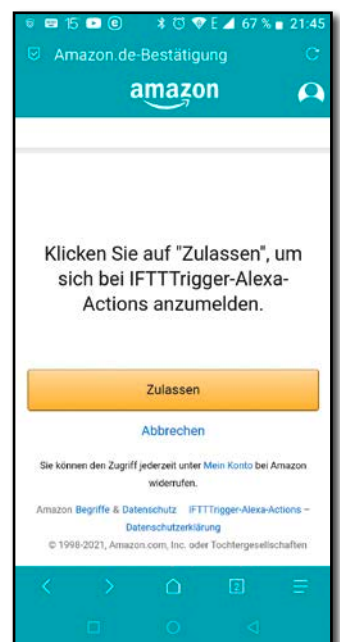 15 67 % 21:45
Amazon.de-Bestätigung
amazon
Klicken Sie auf "Zulassen", um
sich bei IFTTTrigger-Alexa-
Actions anzumelden.
Zulassen
Abbrechen
Sie können den Zugriff jederzeit unter Mein Konto bei Amazon
widerrufen.
Amazon Begriffe & Datenschutz IFTTTrigger-Alexa-Actions –
Datenschutzerklärung
© 1998-2021, Amazon.com, Inc. oder Tochtergesellschaften
2